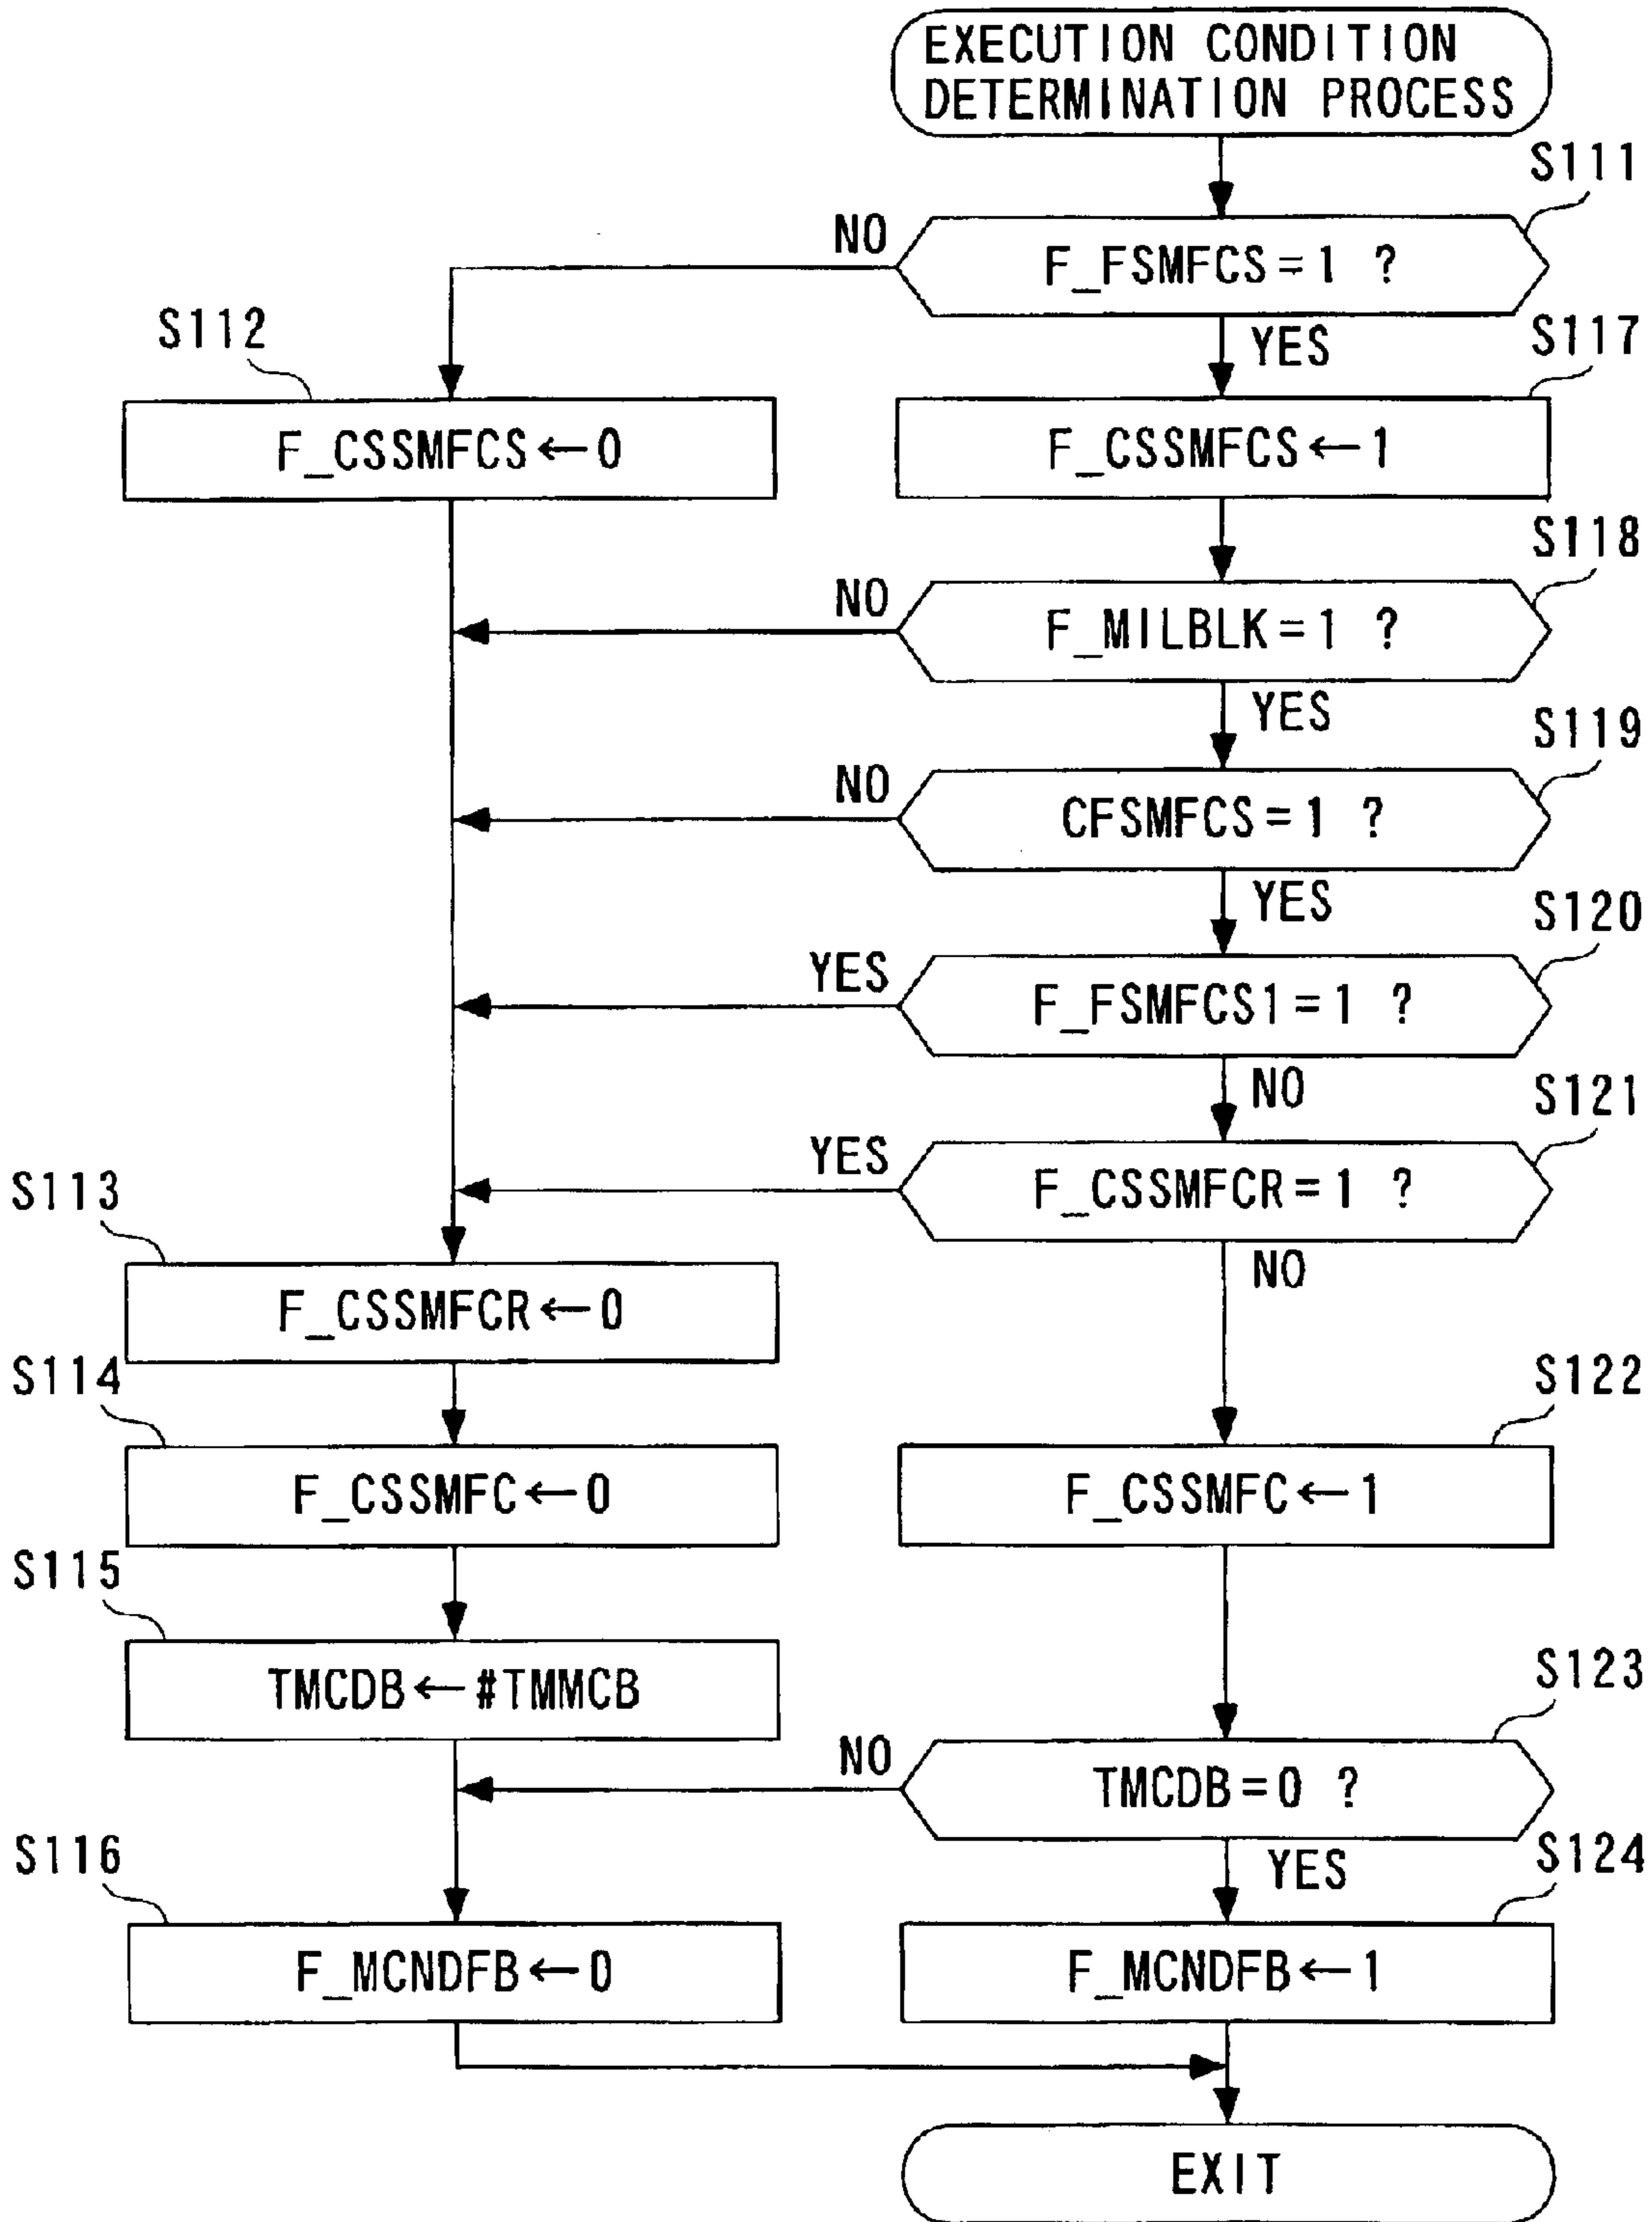 EXECUTION CONDITION
DETERMINATION PROCESS
S111
NO
F_FSMFCS=1 ?
YES
S112
S117
F_CSSMFCS←0
F_CSSMFCS←1
S118
NO
F_MILBLK=1 ?
YES
S119
NO
CFSMFCS=1 ?
YES
S120
YES
F_FSMFCS1=1 ?
NO
S121
YES
F_CSSMFCR=1 ?
NO
S113
F_CSSMFCR←0
S114
S122
F_CSSMFC←0
F_CSSMFC←1
S115
TMCDB←#TMMCB
S123
NO
TMCDB=0 ?
YES
S116
S124
F_MCNDFB←0
F_MCNDFB←1
EXIT